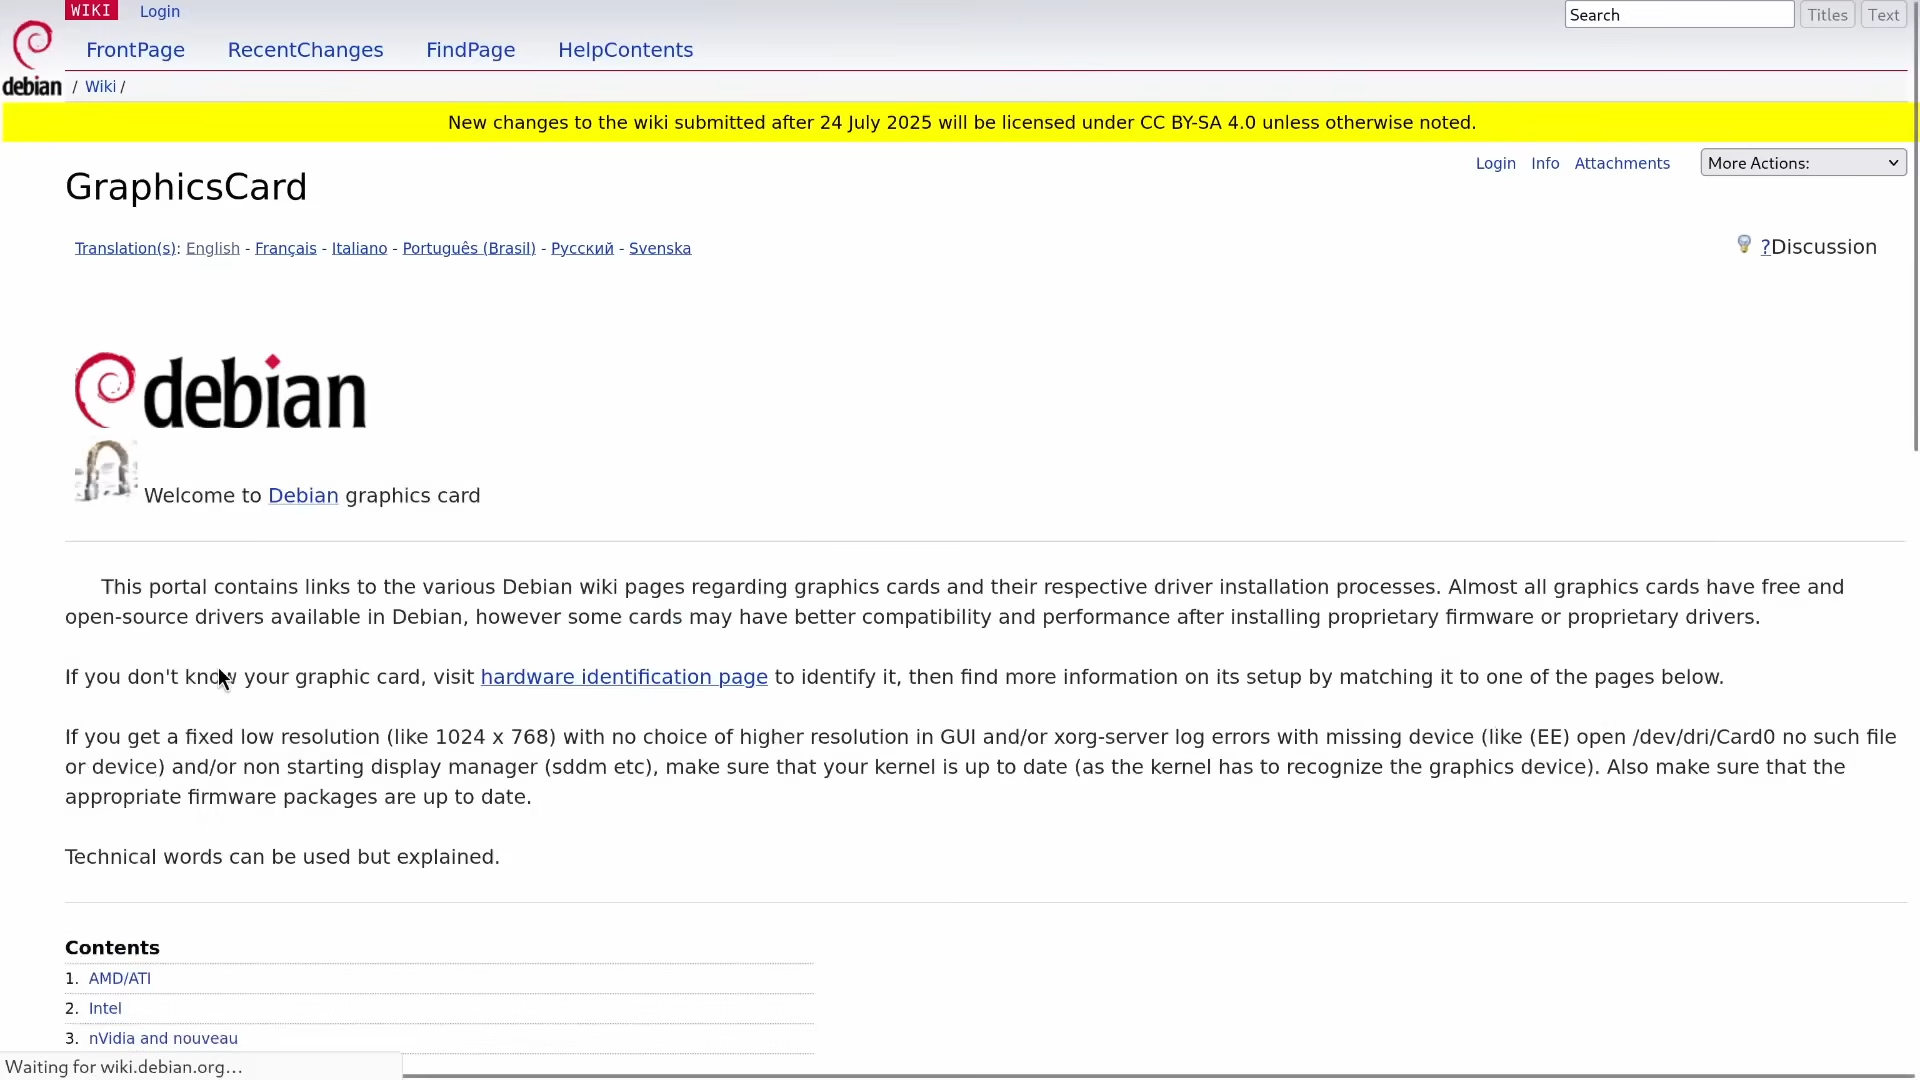 WIKI Login Search Titles Text
FrontPage RecentChanges FindPage HelpContents
debian / Wiki /
New changes to the wiki submitted after 24 July 2025 will be licensed under CC BY-SA 4.0 unless otherwise noted.
Login Info Attachments More Actions:
GraphicsCard
Translation(s): English - Français - Italiano - Português (Brasil) - Русский - Svenska
?Discussion
debian
Welcome to Debian graphics card
This portal contains links to the various Debian wiki pages regarding graphics cards and their respective driver installation processes. Almost all graphics cards have free and
open-source drivers available in Debian, however some cards may have better compatibility and performance after installing proprietary firmware or proprietary drivers.
If you don't know your graphic card, visit hardware identification page to identify it, then find more information on its setup by matching it to one of the pages below.
If you get a fixed low resolution (like 1024 x 768) with no choice of higher resolution in GUI and/or xorg-server log errors with missing device (like (EE) open /dev/dri/Card0 no such file
or device) and/or non starting display manager (sddm etc), make sure that your kernel is up to date (as the kernel has to recognize the graphics device). Also make sure that the
appropriate firmware packages are up to date.
Technical words can be used but explained.
Contents
1. AMD/ATI
2. Intel
3. nVidia and nouveau
Waiting for wiki.debian.org…